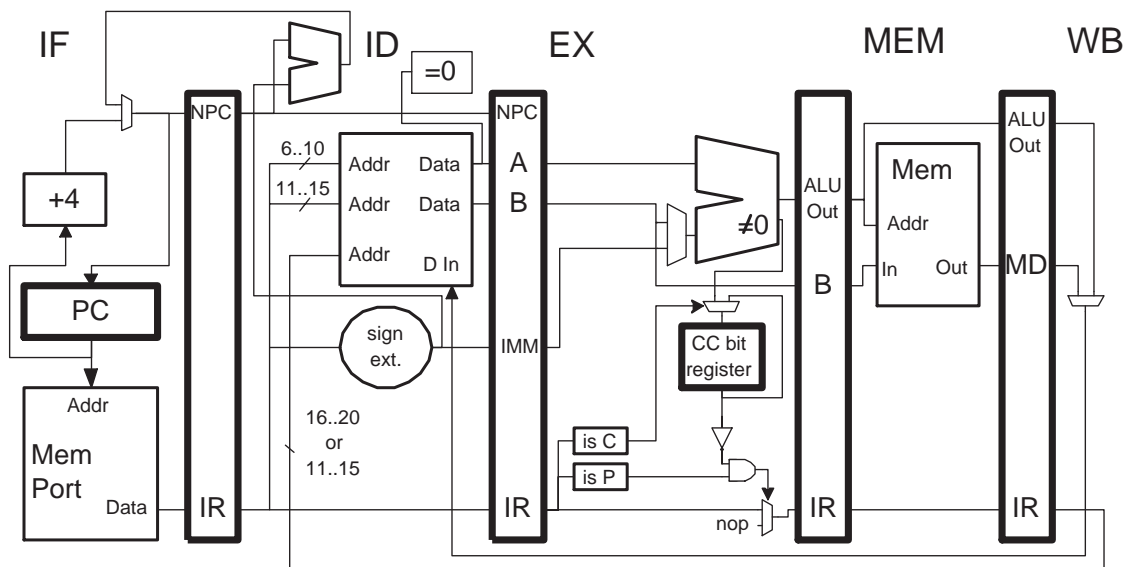 IF
ID
EX
MEM
WB
=0
NPC
NPC
ALU
Out
6..10
Addr
Data
A
Mem
+4
11..15
Addr
Data
B
ALU
Out
≠0
Addr
Addr
D In
In
Out
MD
B
PC
sign
ext.
IMM
CC bit
register
Addr
16..20
or
11..15
is C
Mem
Port
is P
Data
IR
IR
nop
IR
IR